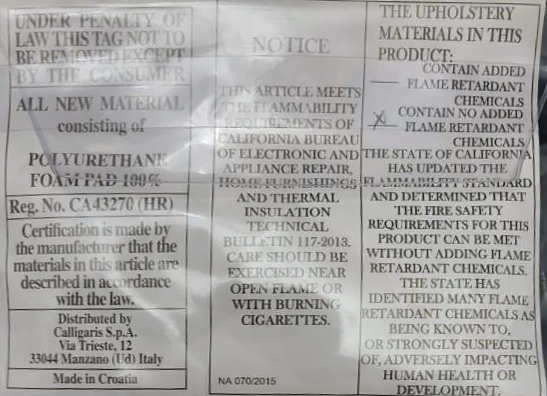 UNDER PENALTY OF
LAW THIS TAG NOT TO
BE REMOVED EXCEPT
BY THE CONSUMER
ALL NEW MATERIAL
consisting of
POLYURETHANE
FOAM PAD 100%
Reg. No. CA43270 (HR)
Certification is made by
the manufacturer that the
materials in this article are
described in accordance
with the law.
Distributed by
Calligaris S.p.A.
Via Trieste, 12
33044 Manzano (Ud) Italy
Made in Croatia
NOTICE
THIS ARTICLE MEETS
THE FLAMMABILITY
REQUIREMENTS OF
CALIFORNIA BUREAU
OF ELECTRONIC AND
APPLIANCE REPAIR,
HOME FURNISHINGS
AND THERMAL
INSULATION
TECHNICAL
BULLETIN 117-2013.
CARE SHOULD BE
EXERCISED NEAR
OPEN FLAME OR
WITH BURNING
CIGARETTES.
NA 070/2015
THE UPHOLSTERY
MATERIALS IN THIS
PRODUCT:
CONTAIN ADDED
FLAME RETARDANT
CHEMICALS
X CONTAIN NO ADDED
FLAME RETARDANT
CHEMICALS
THE STATE OF CALIFORNIA
HAS UPDATED THE
FLAMMABILITY STANDARD
AND DETERMINED THAT
THE FIRE SAFETY
REQUIREMENTS FOR THIS
PRODUCT CAN BE MET
WITHOUT ADDING FLAME
RETARDANT CHEMICALS.
THE STATE HAS
IDENTIFIED MANY FLAME
RETARDANT CHEMICALS AS
BEING KNOWN TO,
OR STRONGLY SUSPECTED
OF, ADVERSELY IMPACTING
HUMAN HEALTH OR
DEVELOPMENT.